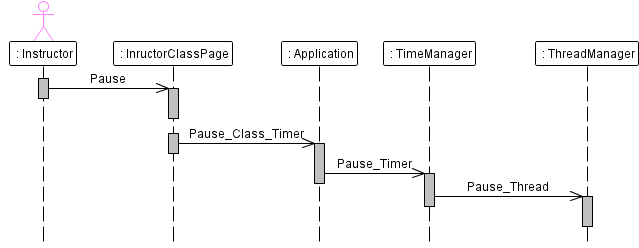 : Instructor
: InructorClassPage
: Application
: TimeManager
: ThreadManager
Pause
Pause_Class_Timer
Pause_Timer
Pause_Thread